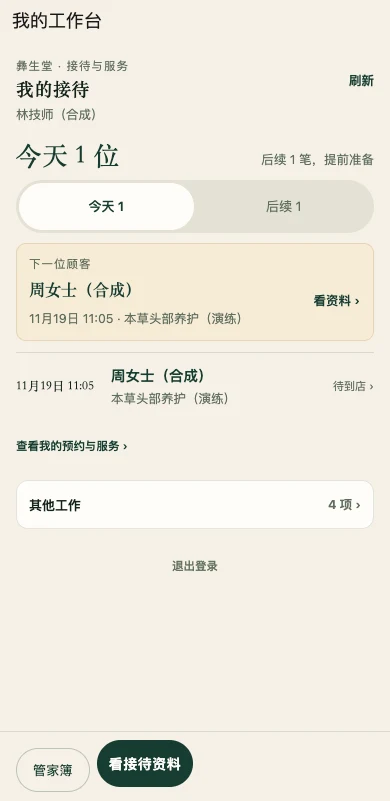 我的工作台
彝生堂 · 接待与服务
我的接待
刷新
林技师（合成）
今天 1 位
后续 1 笔，提前准备
今天 1
后续 1
下一位顾客
周女士（合成）
看资料 ›
11月19日 11:05 · 本草头部养护（演练）
11月19日 11:05
周女士（合成）
本草头部养护（演练）
待到店 ›
查看我的预约与服务 ›
其他工作
4 项 ›
退出登录
管家簿
看接待资料